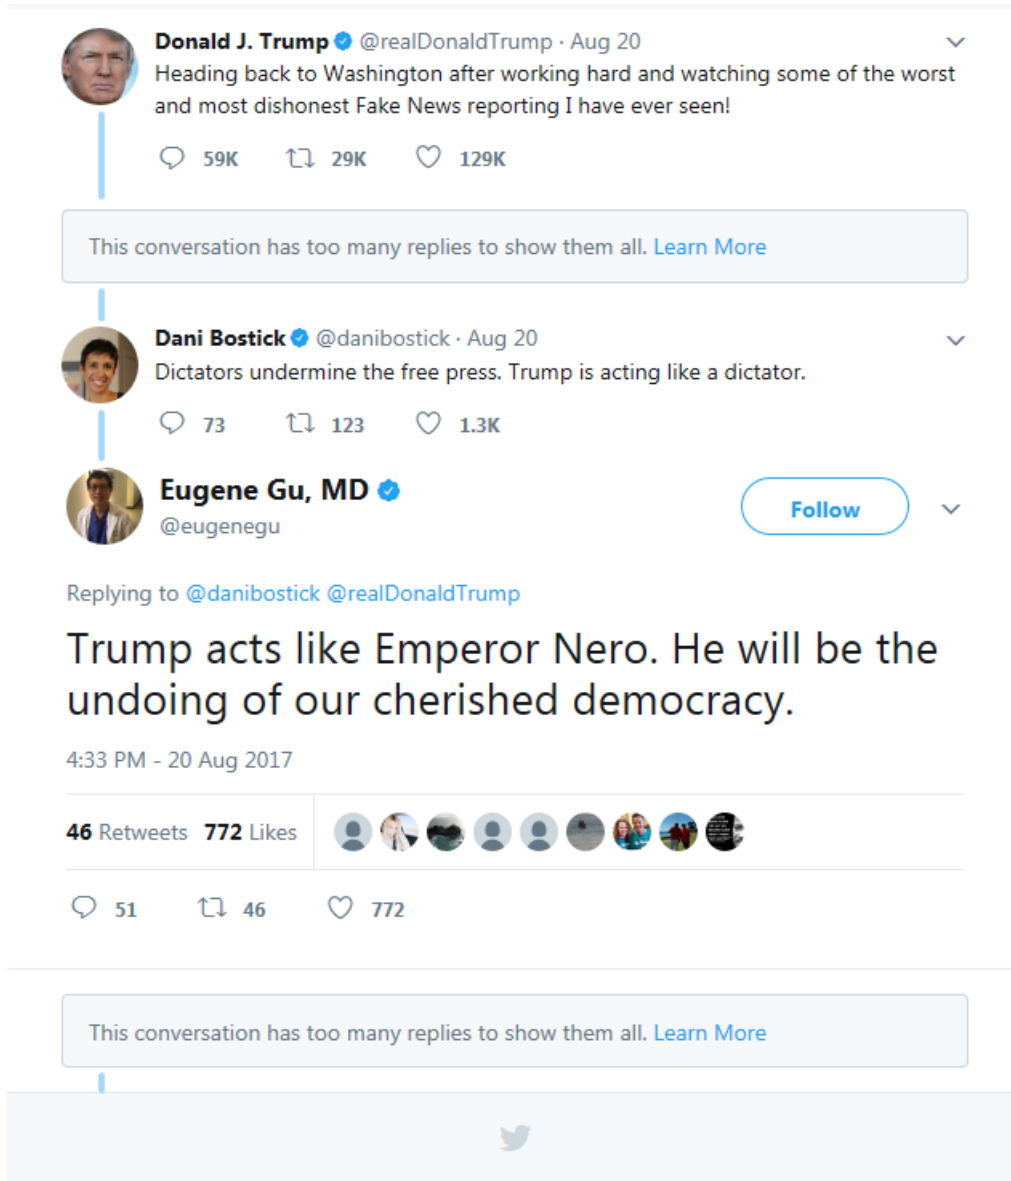 Donald J. Trump @realDonaldTrump · Aug 20
Heading back to Washington after working hard and watching some of the worst
and most dishonest Fake News reporting I have ever seen!
59K 29K 129K
This conversation has too many replies to show them all. Learn More
Dani Bostick @danibostick · Aug 20
Dictators undermine the free press. Trump is acting like a dictator.
73 123 1.3K
Eugene Gu, MD
@eugenegu
Follow
Replying to @danibostick @realDonaldTrump
Trump acts like Emperor Nero. He will be the
undoing of our cherished democracy.
4:33 PM - 20 Aug 2017
46 Retweets 772 Likes
51 46 772
This conversation has too many replies to show them all. Learn More